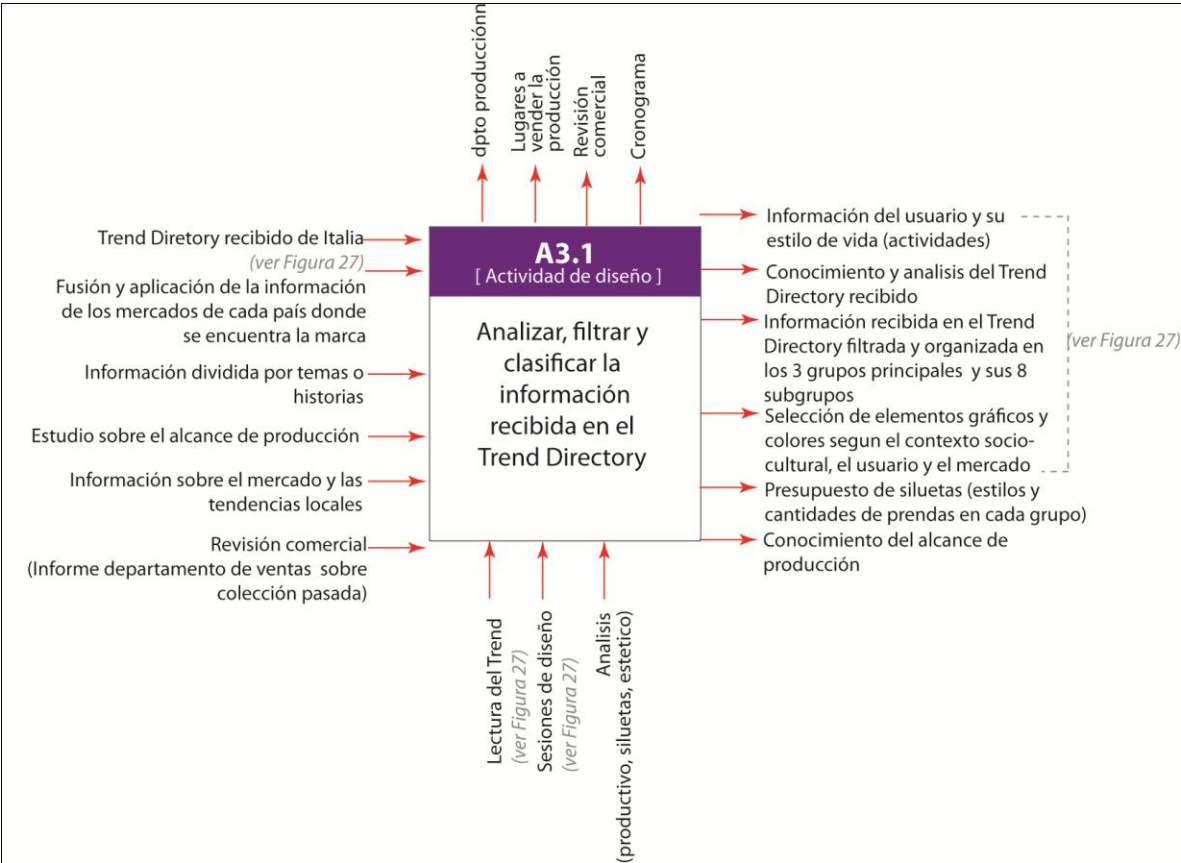 dpto producciónn
Lugares a
vender la
producción
Revisión
comercial
Cronograma
Trend Diretory recibido de Italia
(ver Figura 27)
Fusión y aplicación de la información
de los mercados de cada país donde
se encuentra la marca
Información dividida por temas o
historias
Estudio sobre el alcance de producción
Información sobre el mercado y las
tendencias locales
Revisión comercial
(Informe departamento de ventas sobre
colección pasada)
A3.1
[ Actividad de diseño ]
Analizar, filtrar y
clasificar la
información
recibida en el
Trend Directory
Información del usuario y su
estilo de vida (actividades)
Conocimiento y analisis del Trend
Directory recibido
Información recibida en el Trend
Directory filtrada y organizada en
los 3 grupos principales y sus 8
subgrupos
Selección de elementos gráficos y
colores segun el contexto socio-
cultural, el usuario y el mercado
Presupuesto de siluetas (estilos y
cantidades de prendas en cada grupo)
Conocimiento del alcance de
producción
(ver Figura 27)
Lectura del Trend
(ver Figura 27)
Sesiones de diseño
(ver Figura 27)
Analisis
(productivo, siluetas, estetico)